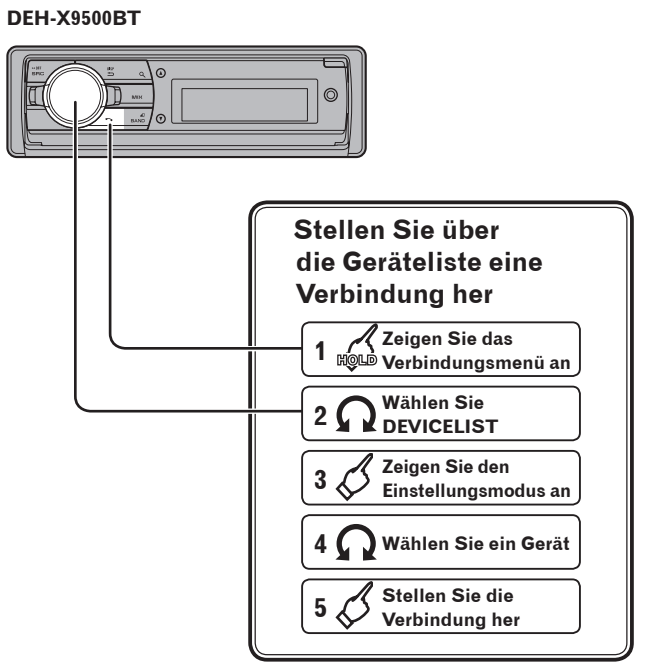 DEH-X9500BT
SRC
MIX
BAND
Stellen Sie über
die Geräteliste eine
Verbindung her
1 HOLD Zeigen Sie das
Verbindungsmenü an
2 Wählen Sie
DEVICELIST
3 Zeigen Sie den
Einstellungsmodus an
4 Wählen Sie ein Gerät
5 Stellen Sie die
Verbindung her